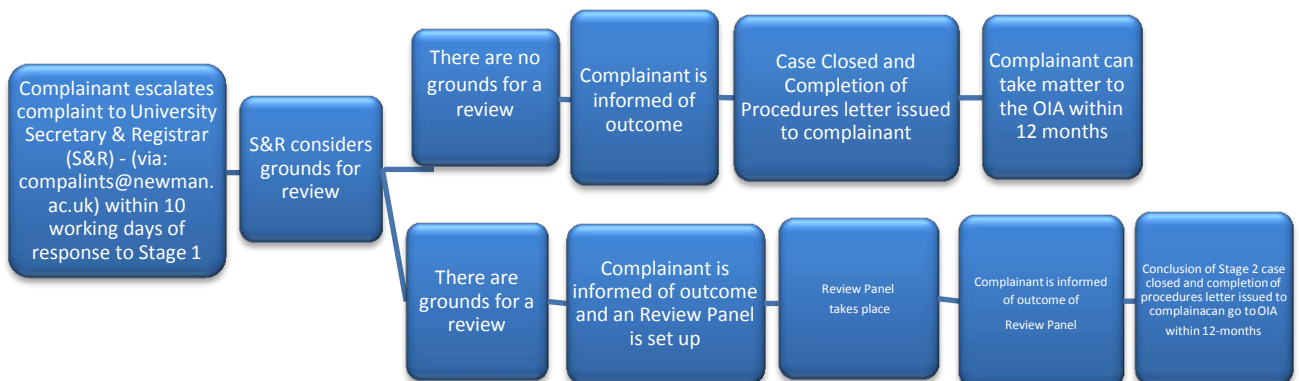 Complainant escalates
complaint to University
Secretary & Registrar
(S&R) - (via:
compalints@newman.
ac.uk) within 10
working days of
response to Stage 1
S&R considers
grounds for
review
There are no
grounds for a
review
Complainant is
informed of
outcome
Case Closed and
Completion of
Procedures letter issued
to complainant
Complainant can
take matter to
the OIA within
12 months
There are
grounds for a
review
Complainant is
informed of outcome
and an Review Panel
is set up
Review Panel
takes place
Complainant is informed
of outcome of
Review Panel
Conclusion of Stage 2 case
closed and completion of
procedures letter issued to
complainacan go to OIA
within 12-months